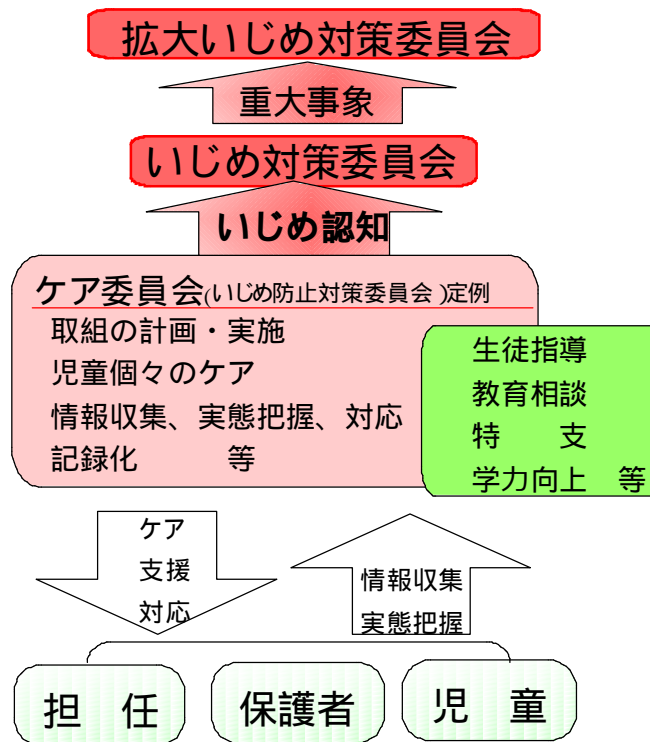 拡大いじめ対策委員会
重大事象
いじめ対策委員会
いじめ認知
ケア委員会(いじめ防止対策委員会)定例
取組の計画・実施
児童個々のケア
情報収集、実態把握、対応
記録化　　　等
生徒指導
教育相談
特　　支
学力向上　等
ケア
支援
対応
情報収集
実態把握
担　任
保護者
児　童